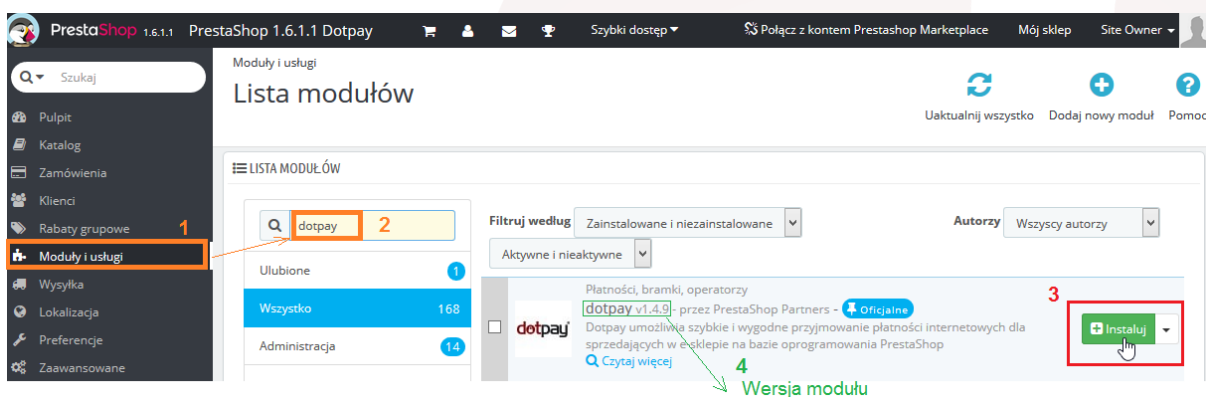 PrestaShop 1.6.1.1 PrestaShop 1.6.1.1 Dotpay Szybki dostęp Połącz z kontem Prestashop Marketplace Mój sklep Site Owner
Szukaj
Pulpit
Katalog
Zamówienia
Klienci
Rabaty grupowe
1
Moduły i usługi
Wysyłka
Lokalizacja
Preferencje
Zaawansowane
Moduły i usługi
Lista modułów
Uaktualnij wszystko Dodaj nowy moduł Pomoc
LISTA MODUŁÓW
dotpay 2
Ulubione 1
Wszystko 168
Administracja 14
Filtruj według Zainstalowane i niezainstalowane Autorzy Wszyscy autorzy
Aktywne i nieaktywne
dotpay
Płatności, bramki, operatorzy
dotpay v1.4.9 - przez PrestaShop Partners - Oficjalne
Dotpay umożliwia szybkie i wygodne przyjmowanie płatności internetowych dla
sprzedających w e-sklepie na bazie oprogramowania PrestaShop
Czytaj więcej
3
Instaluj
4
Wersja modułu